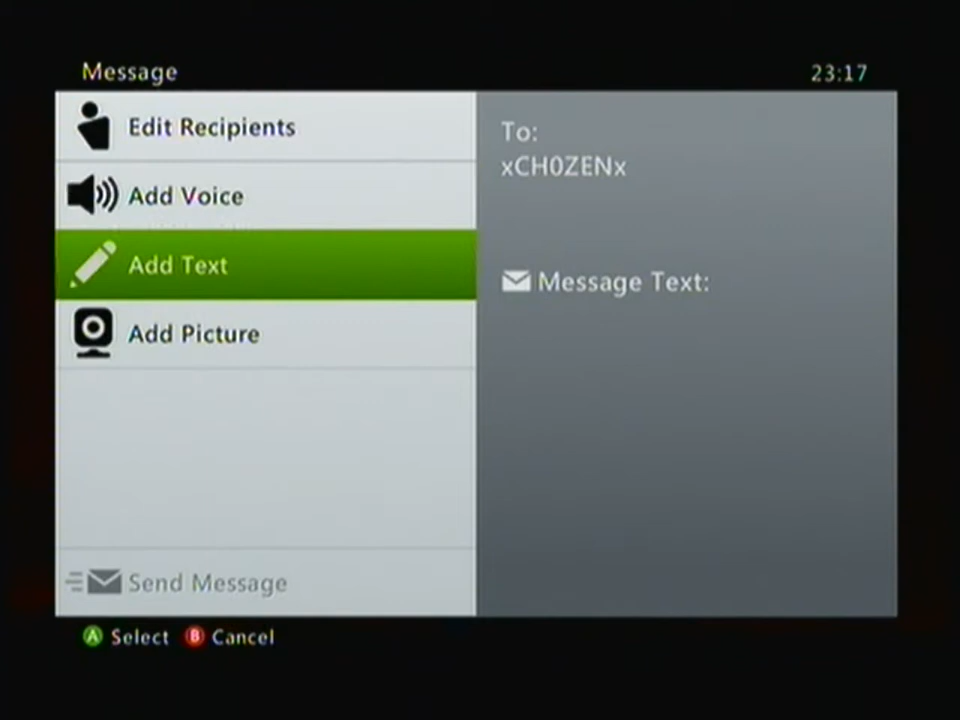 Message
23:17
Edit Recipients
Add Voice
Add Text
Add Picture
Send Message
To:
xCH0ZENx
Message Text:
A Select B Cancel